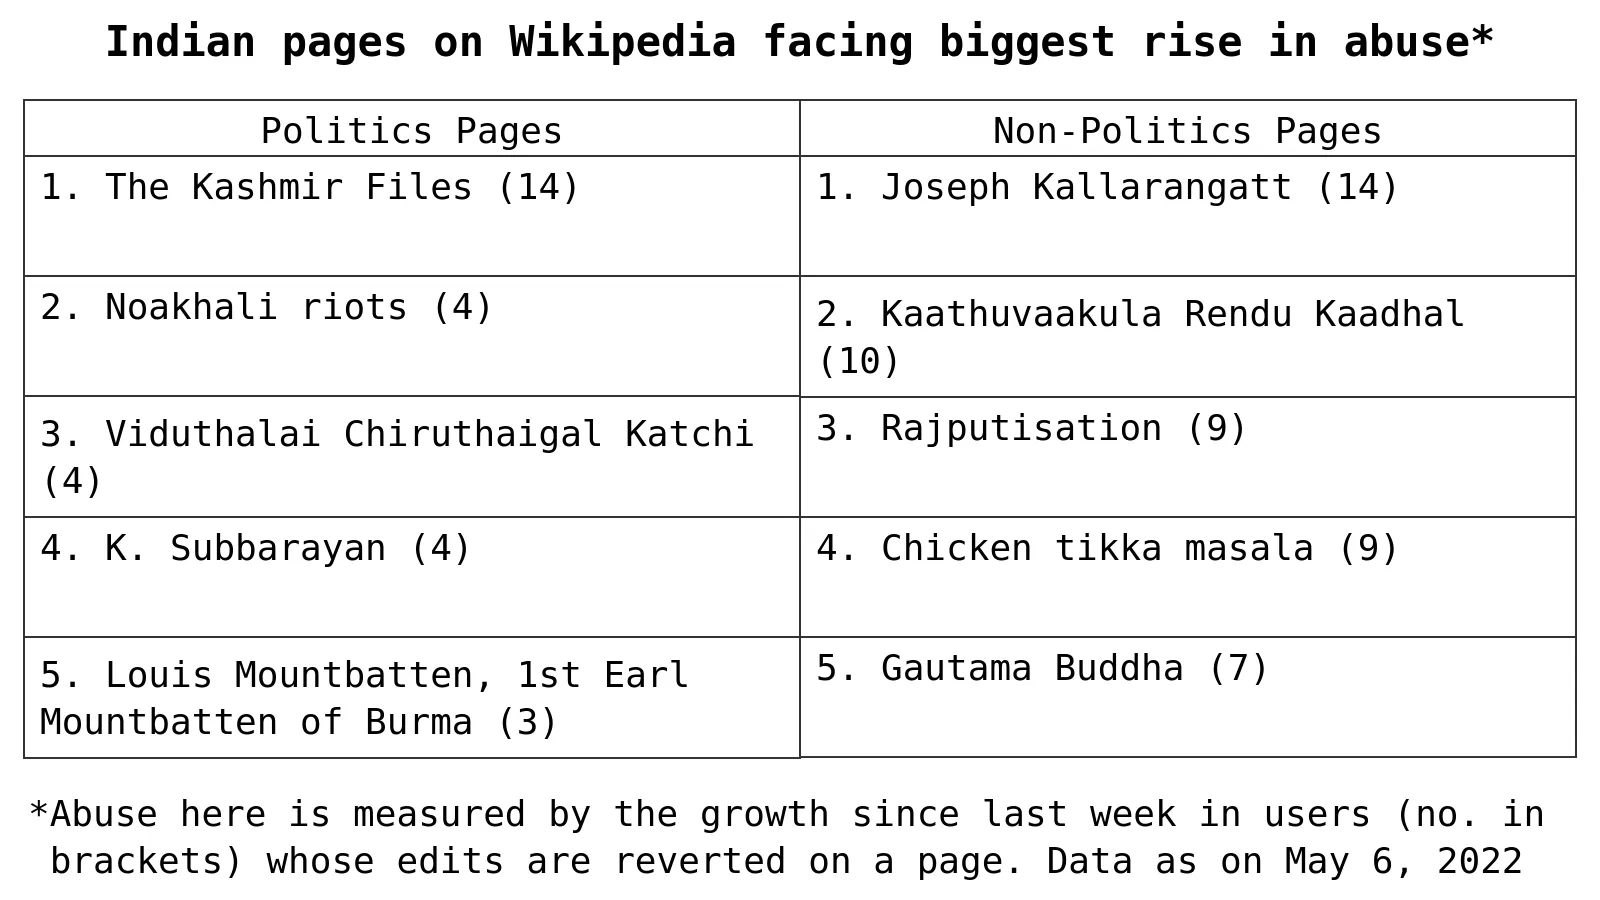 Indian pages on Wikipedia facing biggest rise in abuse*
Politics Pages
Non-Politics Pages
1. The Kashmir Files (14)
1. Joseph Kallarangatt (14)
2. Noakhali riots (4)
2. Kaathuvaakula Rendu Kaadhal
(10)
3. Viduthalai Chiruthaigal Katchi
(4)
3. Rajputisation (9)
4. K. Subbarayan (4)
4. Chicken tikka masala (9)
5. Louis Mountbatten, 1st Earl
Mountbatten of Burma (3)
5. Gautama Buddha (7)
*Abuse here is measured by the growth since last week in users (no. in
brackets) whose edits are reverted on a page. Data as on May 6, 2022